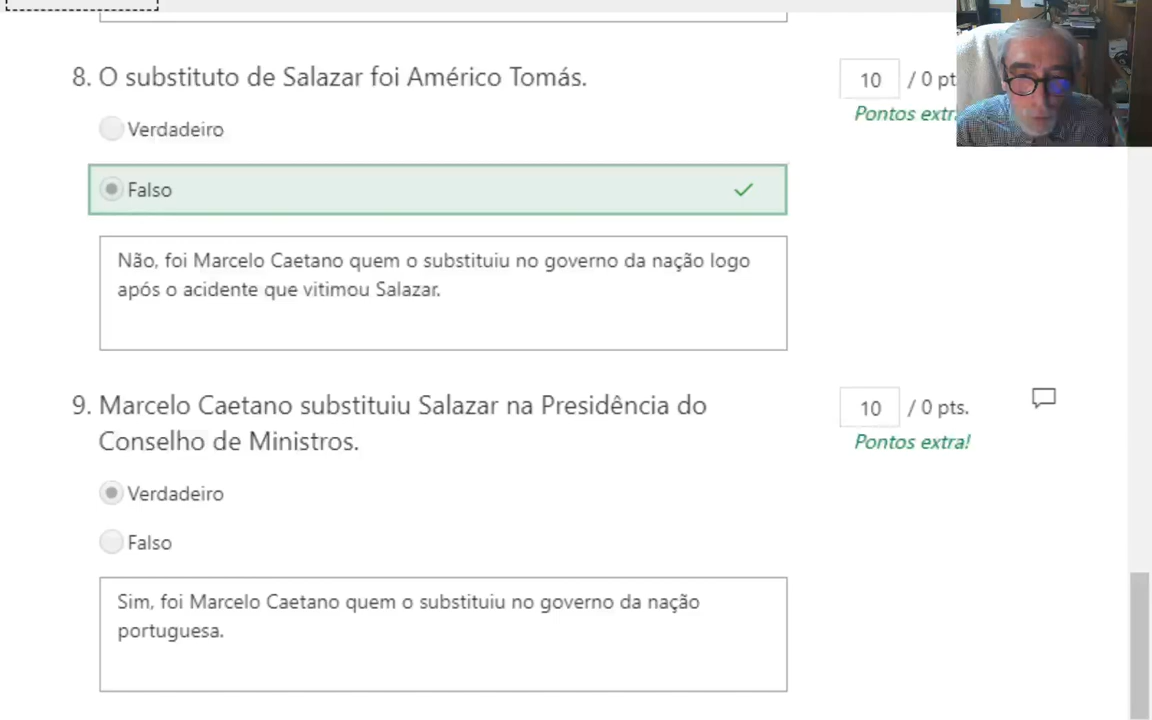 8. O substituto de Salazar foi Américo Tomás.
10 / 0 pt
Pontos extr
Verdadeiro
Falso
Não, foi Marcelo Caetano quem o substituiu no governo da nação logo
após o acidente que vitimou Salazar.
9. Marcelo Caetano substituiu Salazar na Presidência do
Conselho de Ministros.
10 / 0 pts.
Pontos extra!
Verdadeiro
Falso
Sim, foi Marcelo Caetano quem o substituiu no governo da nação
portuguesa.